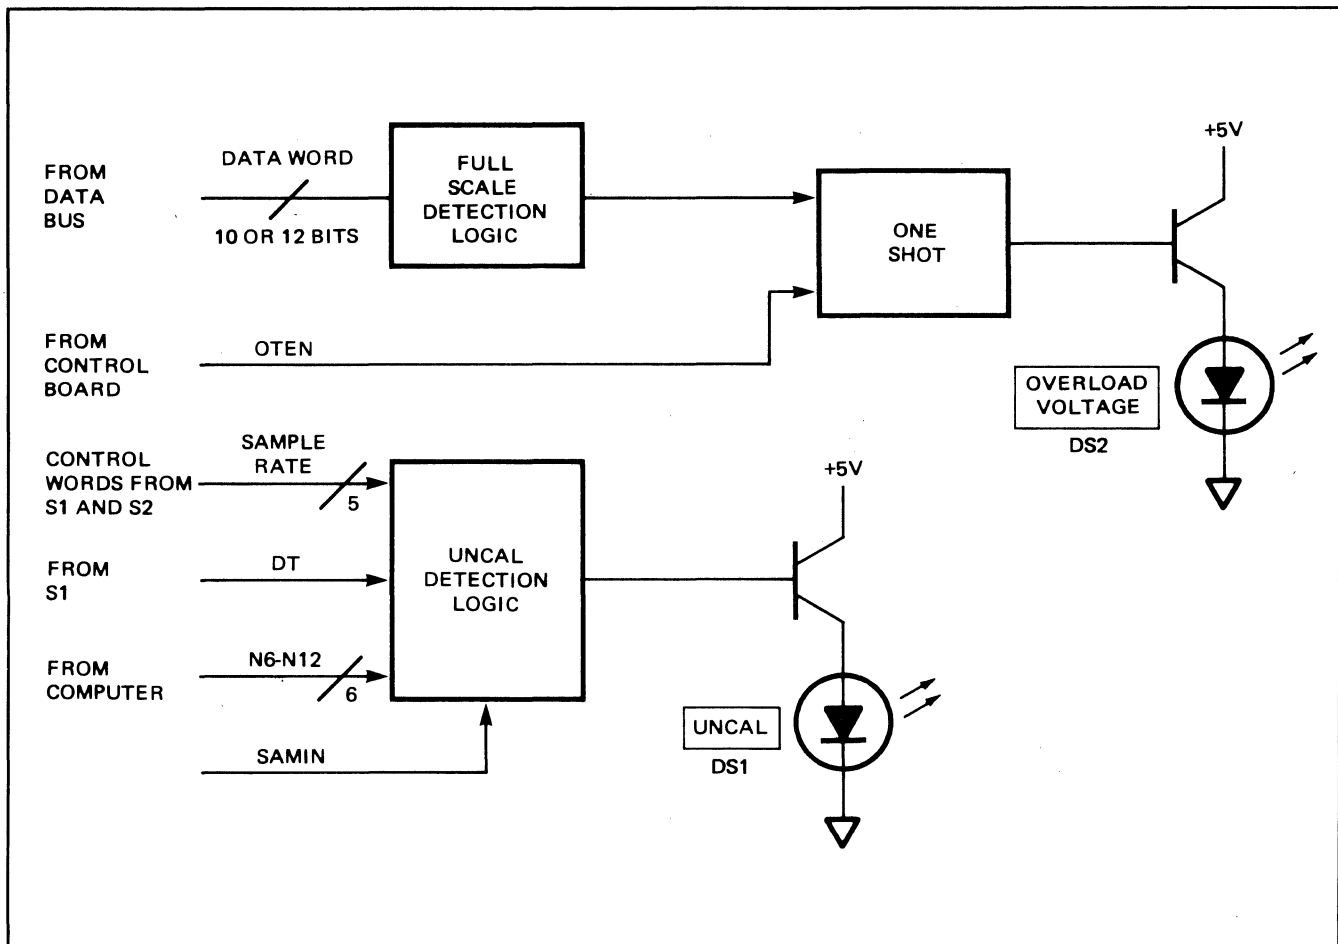 FROM
DATA
BUS
DATA WORD
10 OR 12 BITS
FULL
SCALE
DETECTION
LOGIC
ONE
SHOT
+5V
FROM
CONTROL
BOARD
OTEN
OVERLOAD
VOLTAGE
DS2
CONTROL
WORDS FROM
S1 AND S2
SAMPLE
RATE
5
FROM
S1
DT
FROM
COMPUTER
N6-N12
6
SAMIN
UNCAL
DETECTION
LOGIC
+5V
UNCAL
DS1